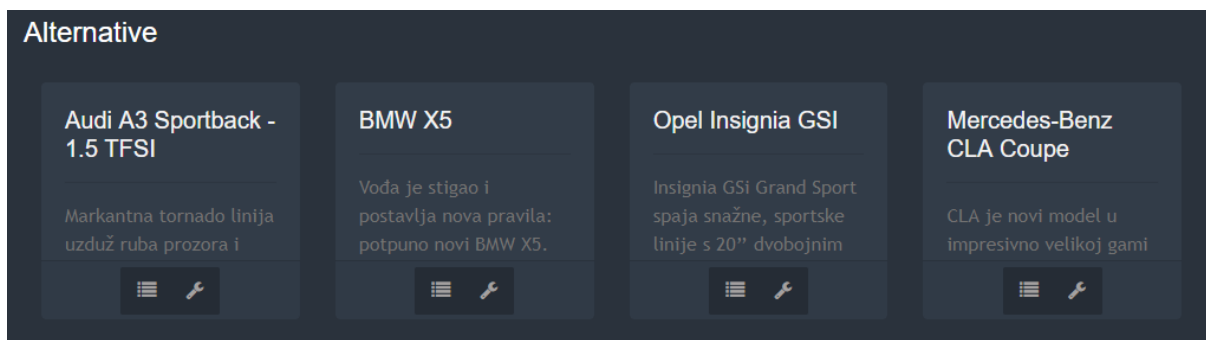 Alternative
Audi A3 Sportback -
1.5 TFSI
Markantna tornado linija
uzduž ruba prozora i
BMW X5
Vođa je stigao i
postavlja nova pravila:
potpuno novi BMW X5.
Opel Insignia GSI
Insignia GSi Grand Sport
spaja snažne, sportske
linije s 20” dvobojnim
Mercedes-Benz
CLA Coupe
CLA je novi model u
impresivno velikoj gami